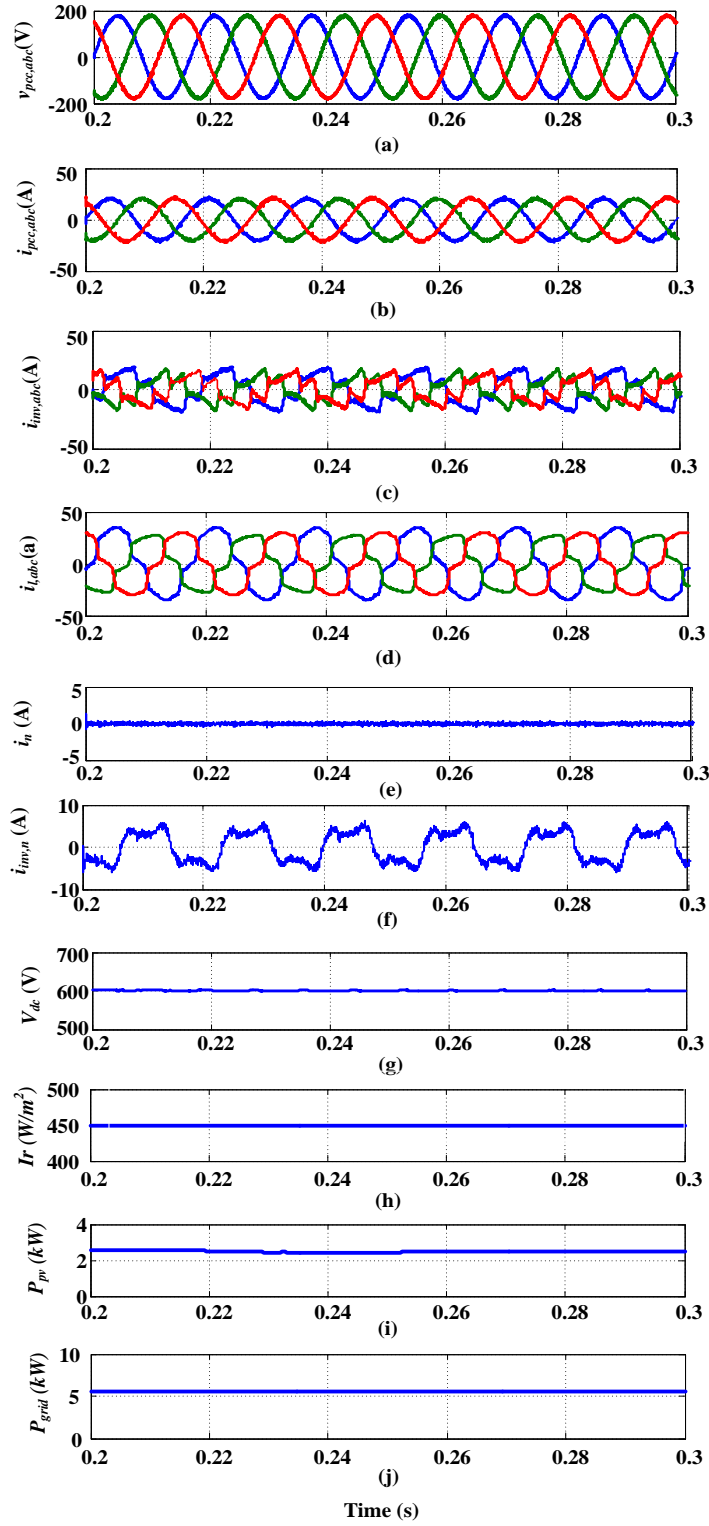 200
0
-200
v_pcc,abc(V)
0.2 0.22 0.24 0.26 0.28 0.3
(a)
50
0
-50
i_pcc,abc(A)
0.2 0.22 0.24 0.26 0.28 0.3
(b)
50
0
-50
i_inv,abc(A)
0.2 0.22 0.24 0.26 0.28 0.3
(c)
50
0
-50
i_l,abc(a)
0.2 0.22 0.24 0.26 0.28 0.3
(d)
5
0
-5
i_n (A)
0.2 0.22 0.24 0.26 0.28 0.3
(e)
10
0
-10
i_inv,n (A)
0.2 0.22 0.24 0.26 0.28 0.3
(f)
700
600
500
V_dc (V)
0.2 0.22 0.24 0.26 0.28 0.3
(g)
500
450
400
Ir (W/m²)
0.2 0.22 0.24 0.26 0.28 0.3
(h)
4
2
0
P_pv (kW)
0.2 0.22 0.24 0.26 0.28 0.3
(i)
10
5
0
P_grid (kW)
0.2 0.22 0.24 0.26 0.28 0.3
(j)
Time (s)